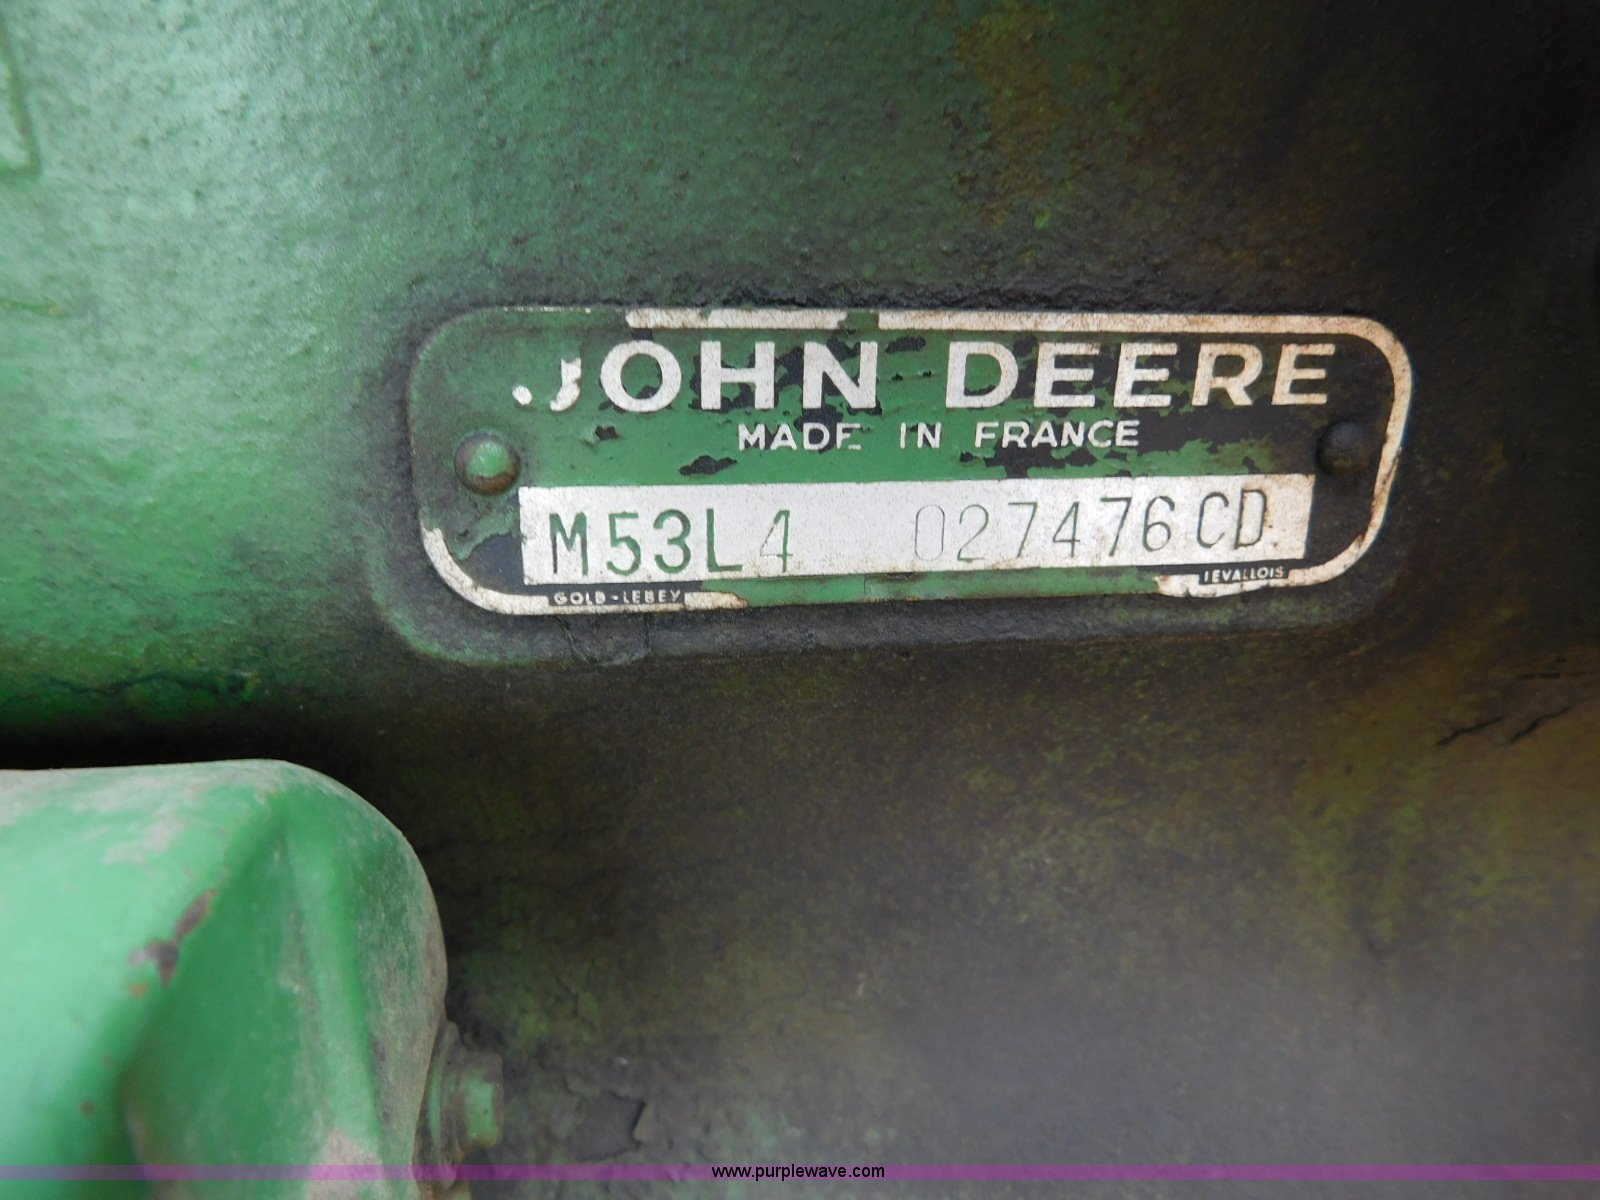 JOHN DEERE
MADE IN FRANCE
M53L4 027476CD
GOLD-LEBEY LEVALLOIS
www.purplewave.com